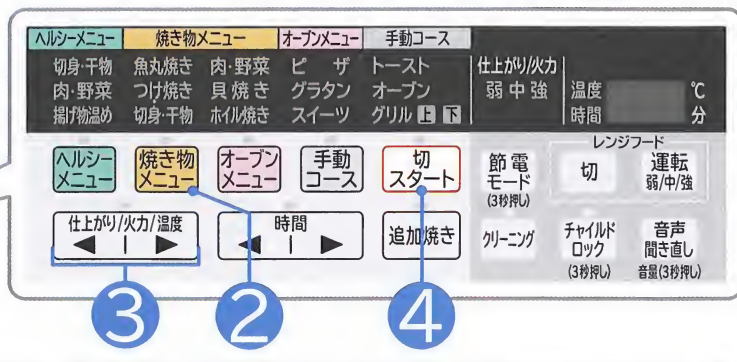 ヘルシーメニュー 焼き物メニュー オーブンメニュー 手動コース
切身·干物 魚丸焼き 肉·野菜 ピザ トースト 仕上がり/火力
肉·野菜 つけ焼き 貝焼き グラタン オーブン 弱中強 温度 ℃
揚げ物温め 切身·干物 ホイル焼き スイーツ グリル 上 下 時間 分
レンジフード
ヘルシーメニュー 焼き物メニュー オーブンメニュー 手動コース 切スタート 節電モード (3秒押し) 切 運転 弱/中/強
仕上がり/火力/温度 ◀ | ▶ 時間 ◀ | ▶ 追加焼き クリーニング チャイルドロック (3秒押し) 音声聞き直し 音量(3秒押し)
3 2 4